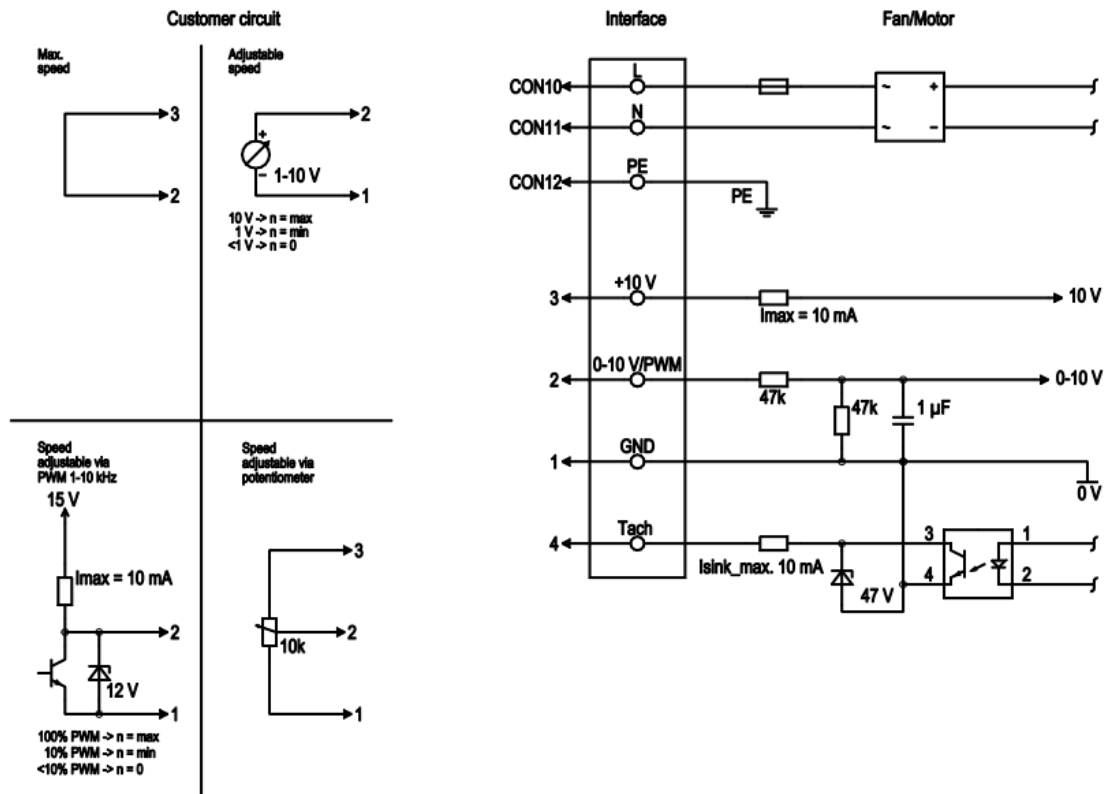 Customer circuit
Max.
speed
3
2
Adjustable
speed
2
+
1-10 V
−
1
10 V -> n = max
1 V -> n = min
<1 V -> n = 0
Speed
adjustable via
PWM 1-10 kHz
15 V
Imax = 10 mA
2
12 V
1
100% PWM -> n = max
10% PWM -> n = min
<10% PWM -> n = 0
Speed
adjustable via
potentiometer
3
2
10k
1
Interface
Fan/Motor
CON10
L
~ +
CON11
N
~ −
CON12
PE
PE
3
+10 V
10 V
Imax = 10 mA
2
0-10 V/PWM
0-10 V
47k
47k
1 µF
1
GND
0 V
4
Tach
3
1
Isink_max. 10 mA
4
2
47 V